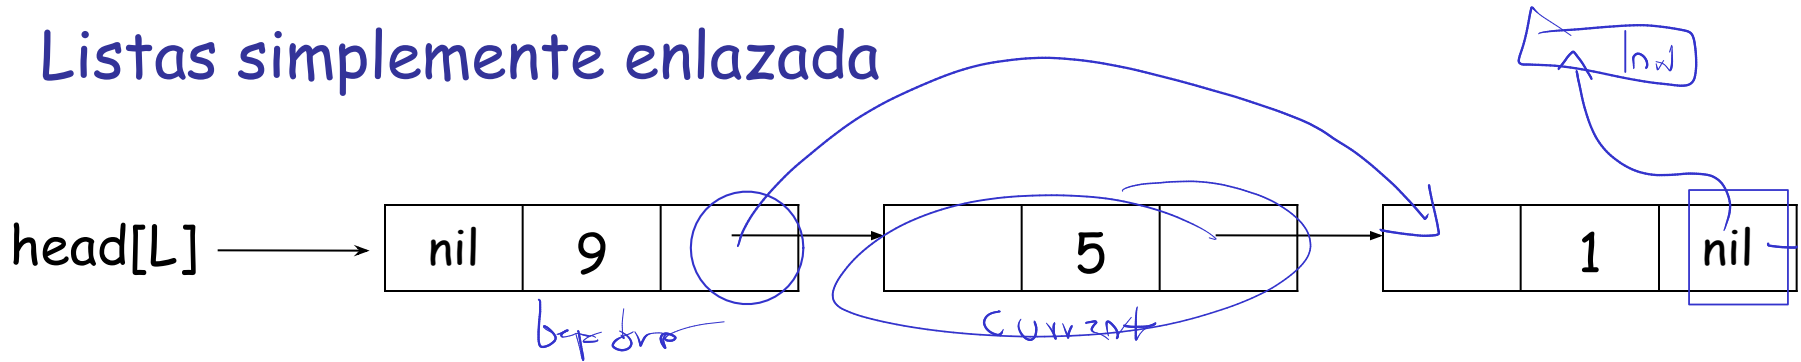 Listas simplemente enlazada
head[L] nil 9 5 1 nil
before current